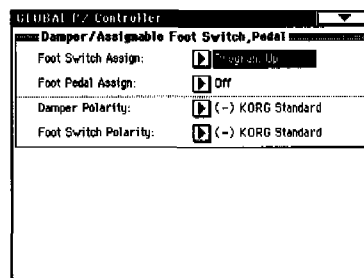 GLOBAL P2 Controller
Damper/Assignable Foot Switch,Pedal
Foot Switch Assign: Program Up
Foot Pedal Assign: Off
Damper Polarity: (-) KORG Standard
Foot Switch Polarity: (-) KORG Standard